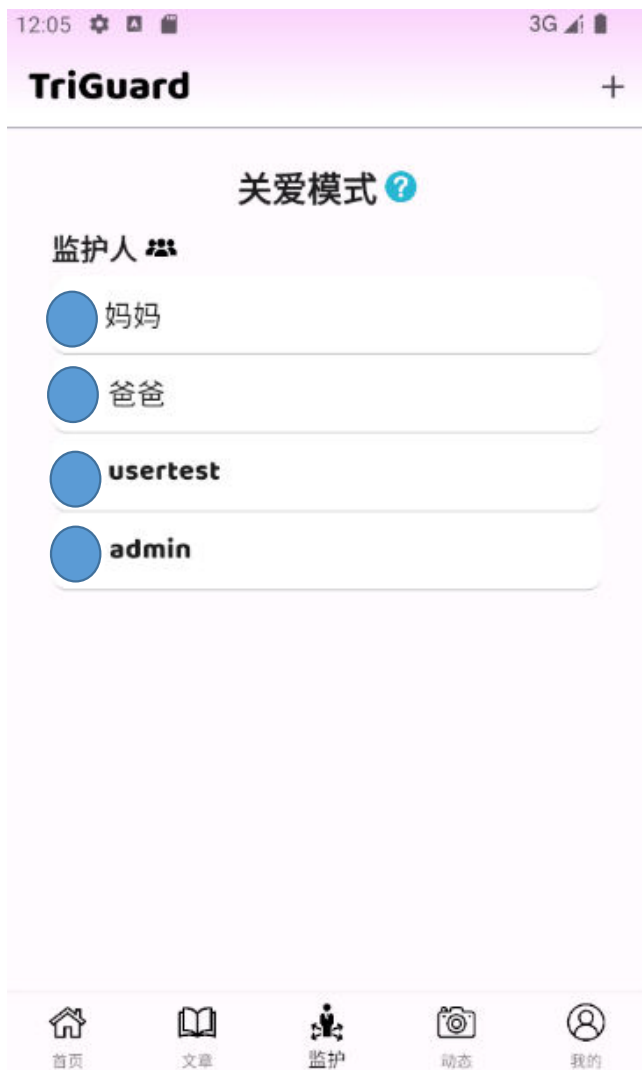 12:05 3G
TriGuard +
关爱模式 ?
监护人
妈妈
爸爸
usertest
admin
首页 文章 监护 动态 我的